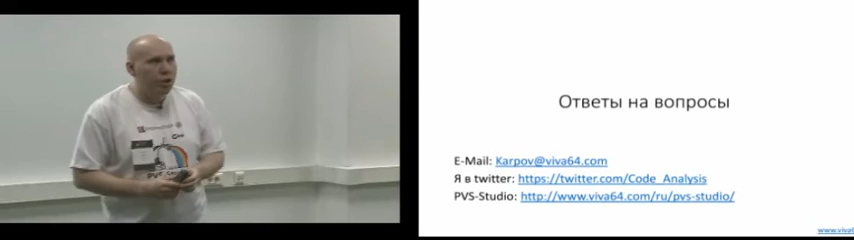 Ответы на вопросы
E-Mail: Karpov@viva64.com
Я в twitter: https://twitter.com/Code_Analysis
PVS-Studio: http://www.viva64.com/ru/pvs-studio/